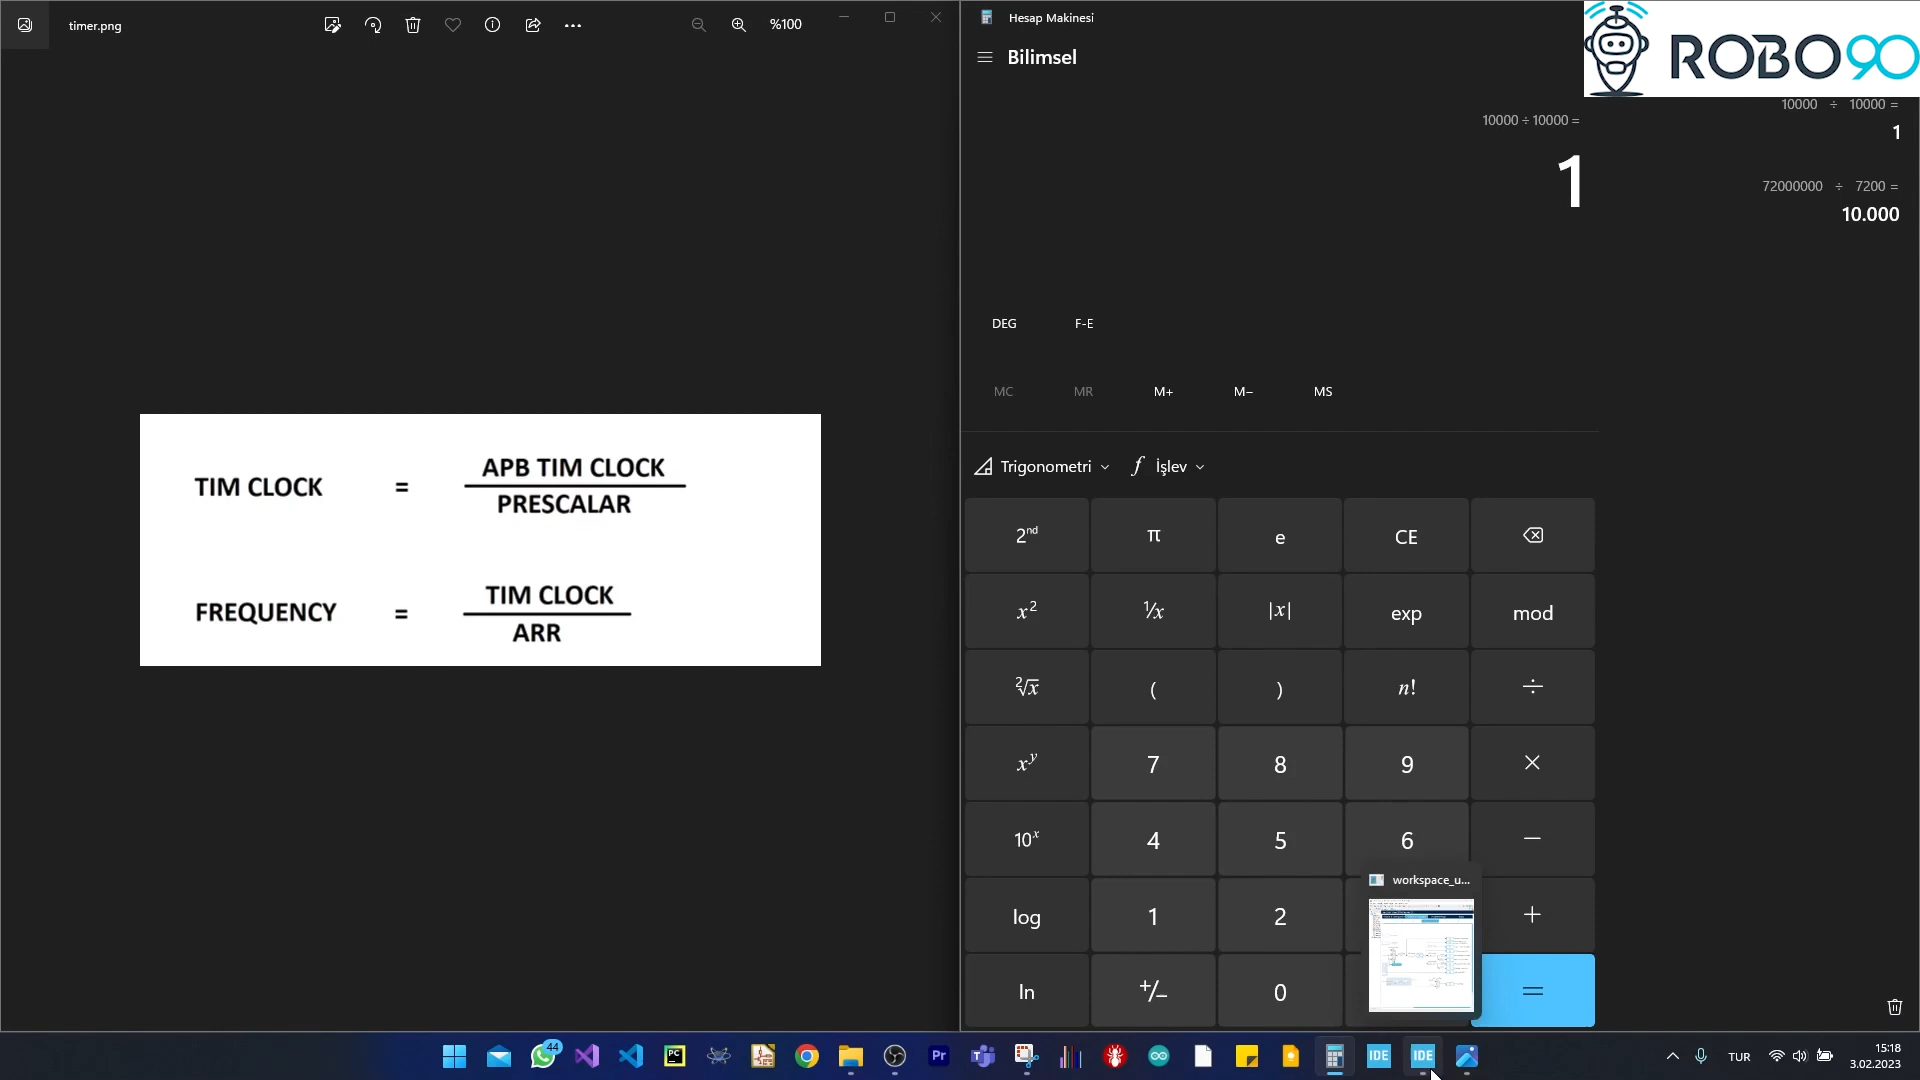 timer.png
%100
Hesap Makinesi
Bilimsel
ROBO90
10000 ÷ 10000 =
1
10000 ÷ 10000 =
1
72000000 ÷ 7200 =
10.000
DEG F-E
MC MR M+ M− MS
TIM CLOCK = APB TIM CLOCK
PRESCALAR
FREQUENCY = TIM CLOCK
ARR
Trigonometri İşlev
2nd π e CE
x² ¹/x |x| exp mod
²√x ( ) n! ÷
xʸ 7 8 9 ×
10ˣ 4 5 6 −
log 1 2 +
ln +/− 0 =
workspace_u...
44
PC
Pr
IDE IDE
TUR
15:18
3.02.2023